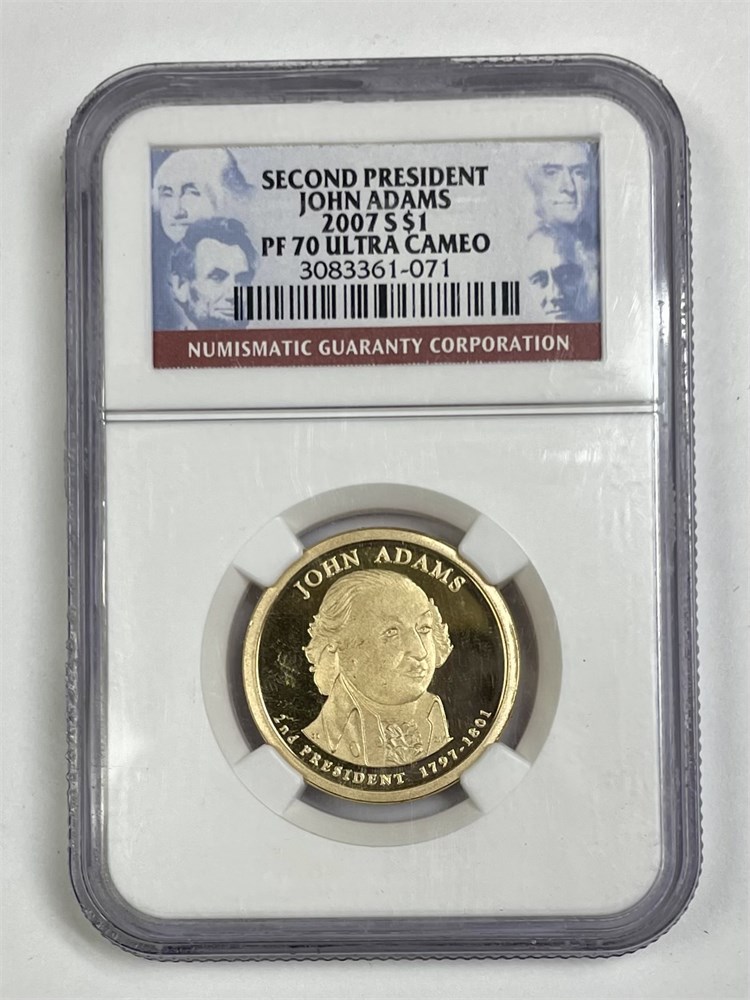 SECOND PRESIDENT
JOHN ADAMS
2007 S $1
PF 70 ULTRA CAMEO
3083361-071
NUMISMATIC GUARANTY CORPORATION
JOHN ADAMS
2nd PRESIDENT 1797-1801